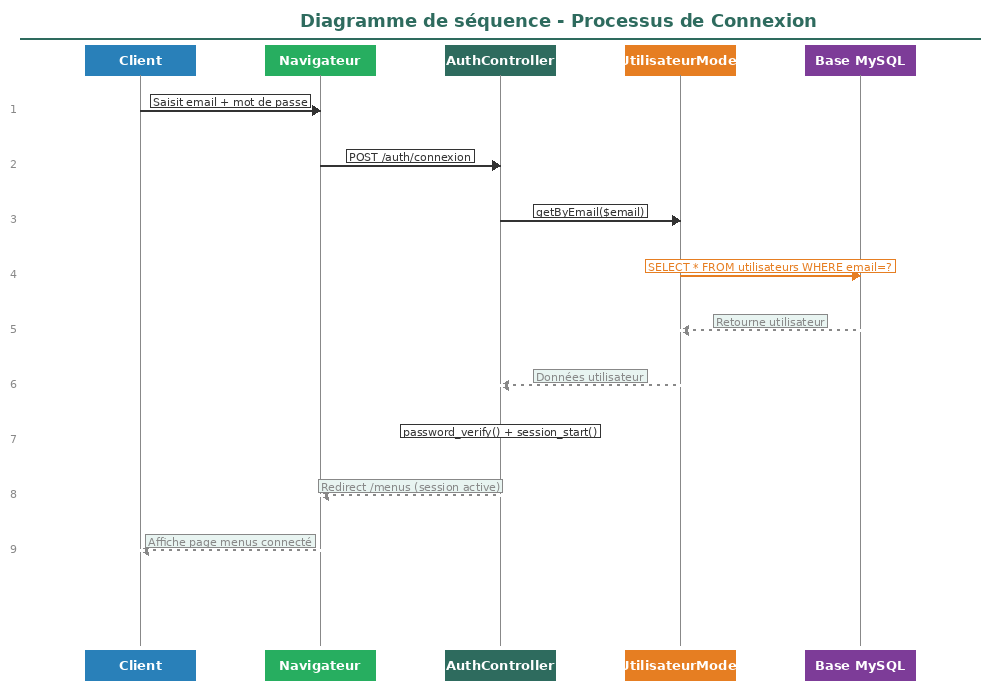 Diagramme de séquence - Processus de Connexion
Client Navigateur AuthController UtilisateurMode Base MySQL
1 Saisit email + mot de passe
2 POST /auth/connexion
3 getByEmail($email)
4 SELECT * FROM utilisateurs WHERE email=?
5 Retourne utilisateur
6 Données utilisateur
7 password_verify() + session_start()
8 Redirect /menus (session active)
9 Affiche page menus connecté
Client Navigateur AuthController UtilisateurMode Base MySQL